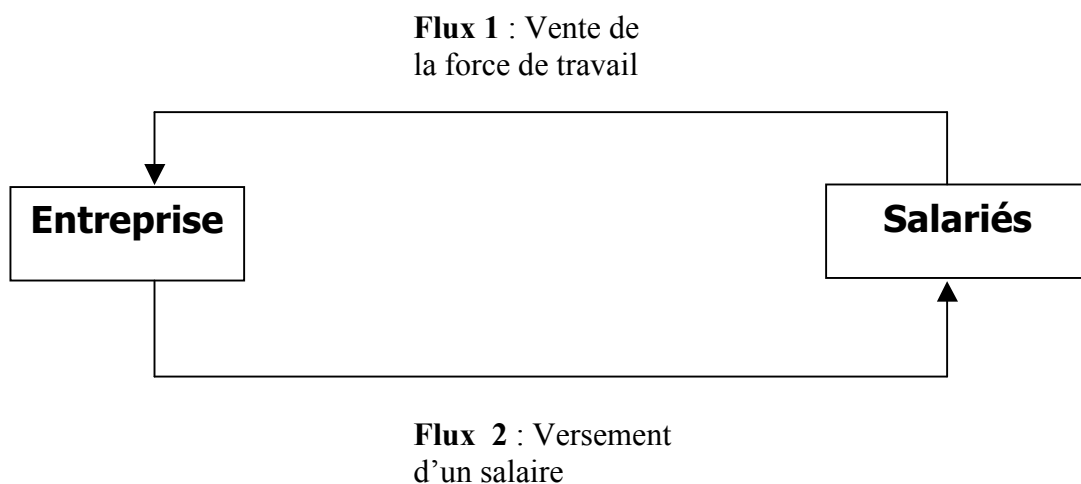 Flux 1 : Vente de
la force de travail
Entreprise
Salariés
Flux 2 : Versement
d’un salaire